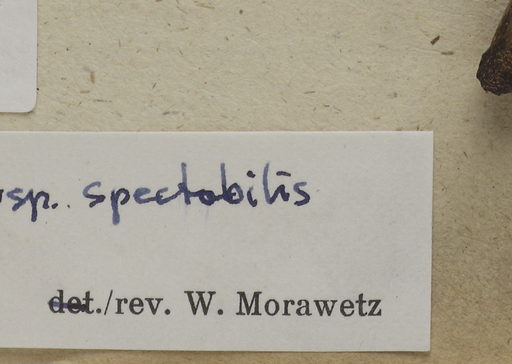 sp. spectabilis
det./rev. W. Morawetz